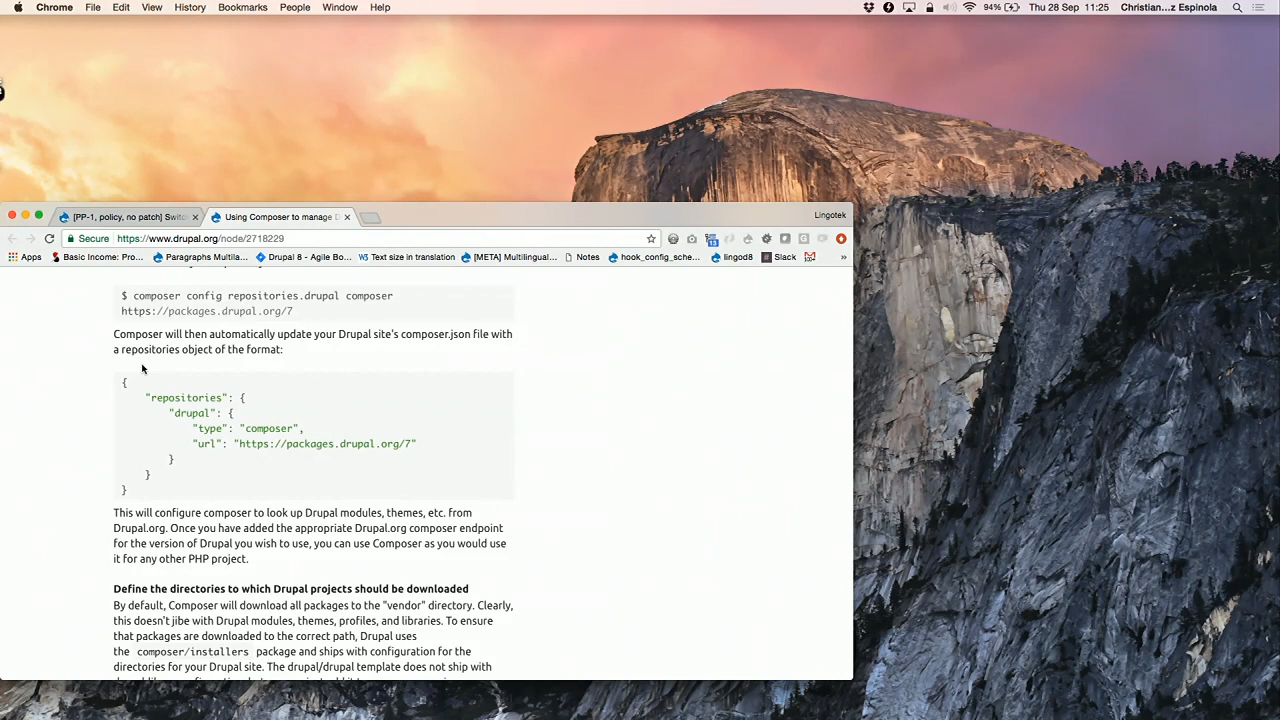 Chrome File Edit View History Bookmarks People Window Help 94% Thu 28 Sep 11:25 Christian...z Espinola
[PP-1, policy, no patch] Switc Using Composer to manage D Lingotek
Secure https://www.drupal.org/node/2718229
Apps Basic Income: Pro... Paragraphs Multila... Drupal 8 - Agile Bo... Text size in translation [META] Multilingual... Notes hook_config_sche... lingod8 Slack »
$ composer config repositories.drupal composer
https://packages.drupal.org/7
Composer will then automatically update your Drupal site's composer.json file with
a repositories object of the format:
{
"repositories": {
"drupal": {
"type": "composer",
"url": "https://packages.drupal.org/7"
}
}
}
This will configure composer to look up Drupal modules, themes, etc. from
Drupal.org. Once you have added the appropriate Drupal.org composer endpoint
for the version of Drupal you wish to use, you can use Composer as you would use
it for any other PHP project.
Define the directories to which Drupal projects should be downloaded
By default, Composer will download all packages to the "vendor" directory. Clearly,
this doesn't jibe with Drupal modules, themes, profiles, and libraries. To ensure
that packages are downloaded to the correct path, Drupal uses
the composer/installers package and ships with configuration for the
directories for your Drupal site. The drupal/drupal template does not ship with